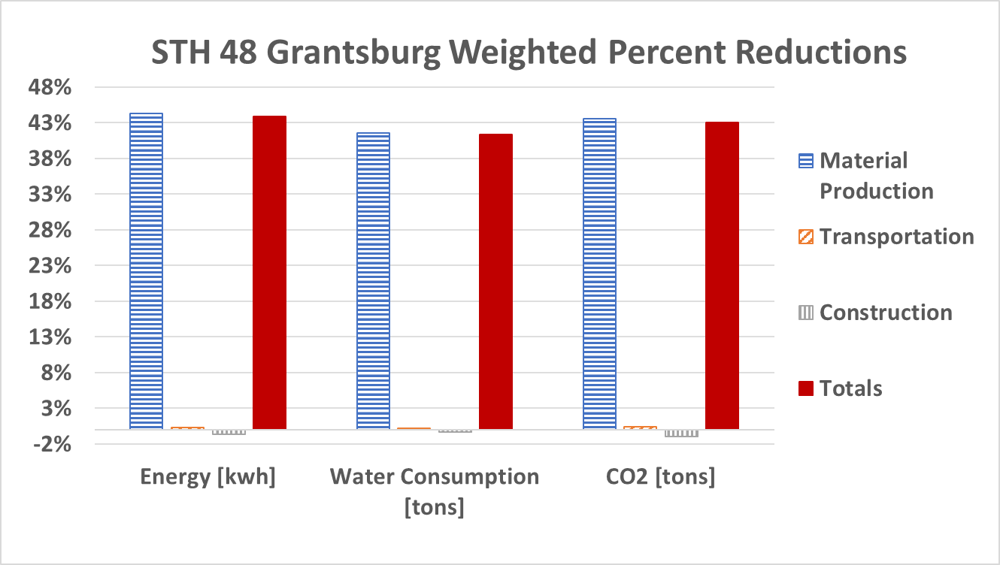 STH 48 Grantsburg Weighted Percent Reductions
48%
43%
38%
33%
28%
23%
18%
13%
8%
3%
-2%
Energy [kwh]
Water Consumption
[tons]
CO2 [tons]
Material
Production
Transportation
Construction
Totals